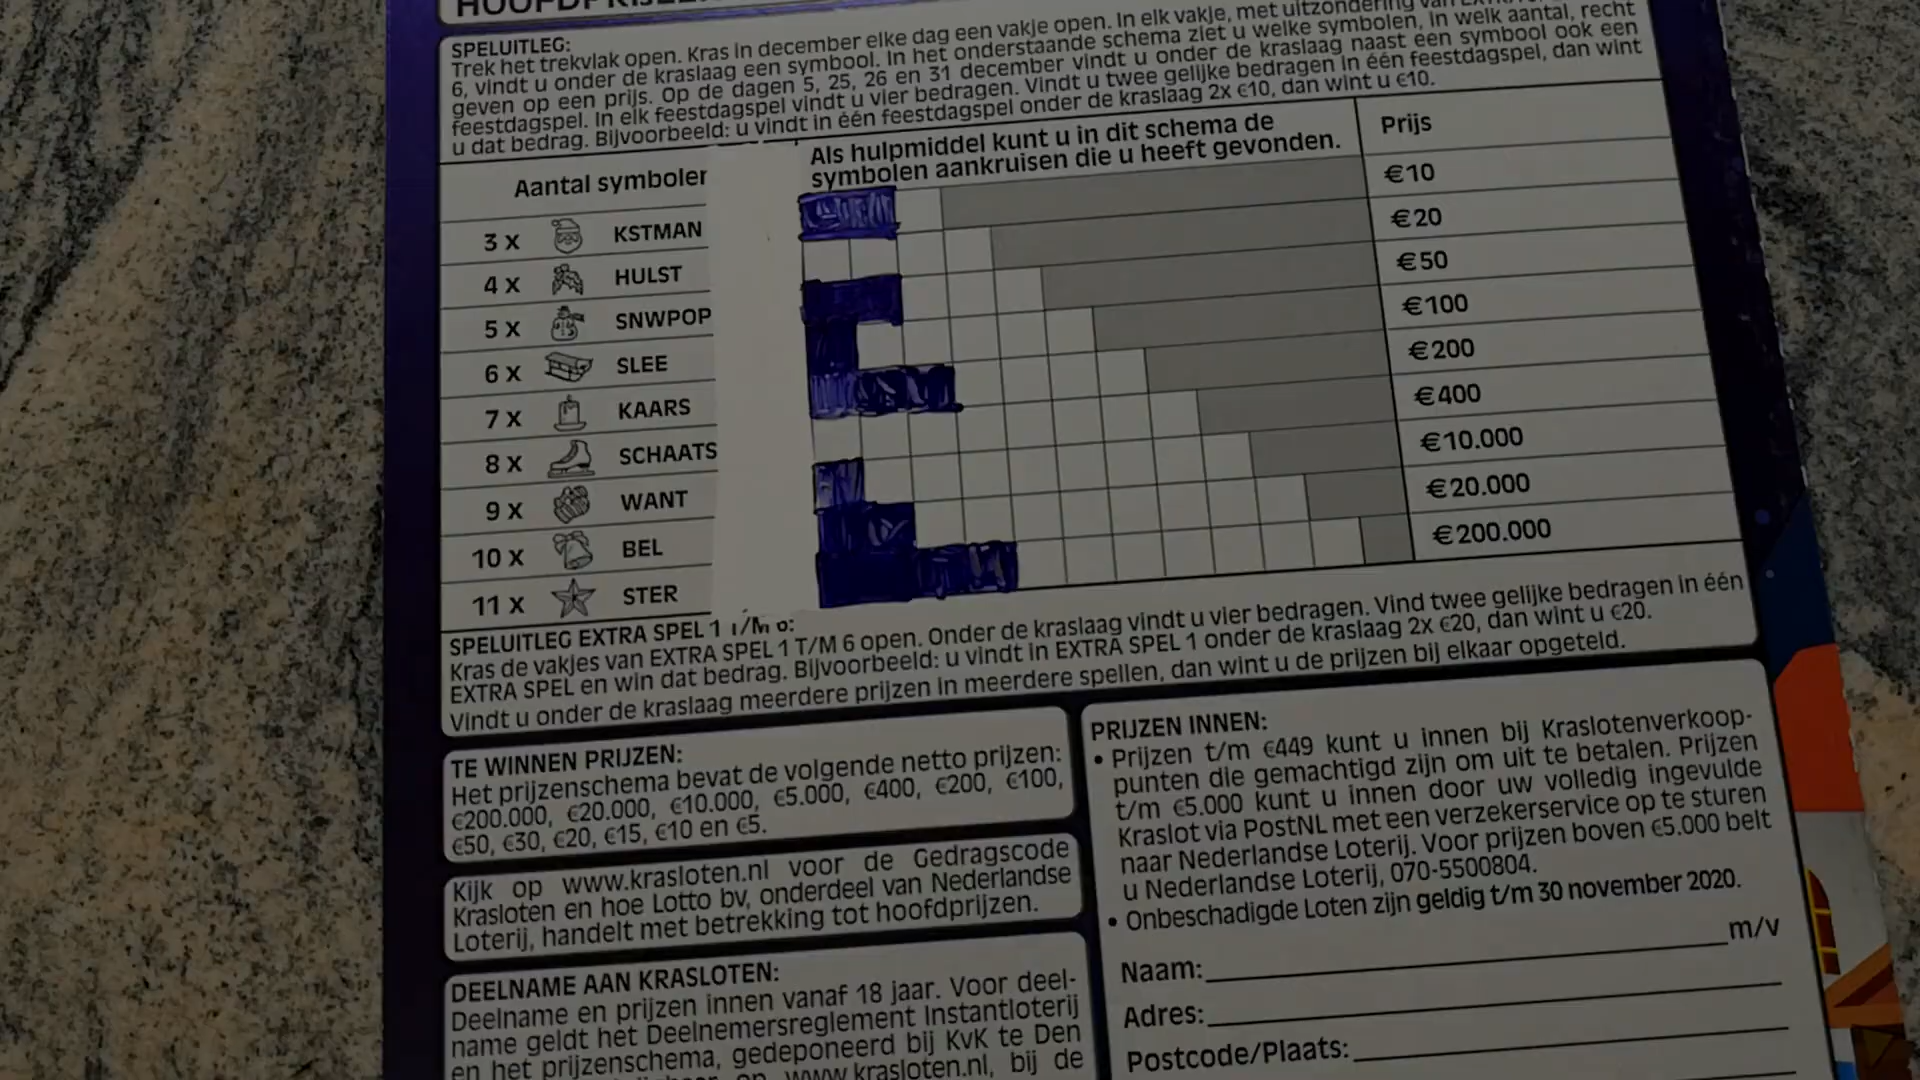 SPELUITLEG:
Trek het trekvlak open. Kras in december elke dag een vakje open. In elk vakje, met uitzondering van
6, vindt u onder de kraslaag een symbool. In het onderstaande schema ziet u welke symbolen, in welk aantal, recht
geven op een prijs. Op de dagen 5, 25, 26 en 31 december vindt u onder de kraslaag naast een symbool ook een
feestdagspel. In elk feestdagspel vindt u vier bedragen. Vindt u twee gelijke bedragen in één feestdagspel, dan wint
u dat bedrag. Bijvoorbeeld: u vindt in één feestdagspel onder de kraslaag 2x €10, dan wint u €10.
Aantal symbolen
Als hulpmiddel kunt u in dit schema de
symbolen aankruisen die u heeft gevonden.
Prijs
3 x KSTMAN €10
4 x HULST €20
5 x SNWPOP €50
6 x SLEE €100
7 x KAARS €200
8 x SCHAATS €400
9 x WANT €10.000
10 x BEL €20.000
11 x STER €200.000
SPELUITLEG EXTRA SPEL 1
Kras de vakjes van EXTRA SPEL 1 T/M 6 open. Onder de kraslaag vindt u vier bedragen. Vind twee gelijke bedragen in één
EXTRA SPEL en win dat bedrag. Bijvoorbeeld: u vindt in EXTRA SPEL 1 onder de kraslaag 2x €20, dan wint u €20.
Vindt u onder de kraslaag meerdere prijzen in meerdere spellen, dan wint u de prijzen bij elkaar opgeteld.
TE WINNEN PRIJZEN:
Het prijzenschema bevat de volgende netto prijzen:
€200.000, €20.000, €10.000, €5.000, €400, €200, €100,
€50, €30, €20, €15, €10 en €5.
Kijk op www.krasloten.nl voor de Gedragscode
Krasloten en hoe Lotto bv, onderdeel van Nederlandse
Loterij, handelt met betrekking tot hoofdprijzen.
DEELNAME AAN KRASLOTEN:
Deelname en prijzen innen vanaf 18 jaar. Voor deel-
name geldt het Deelnemersreglement Instantloterij
en het prijzenschema, gedeponeerd bij KvK te Den
www.krasloten.nl, bij de
PRIJZEN INNEN:
• Prijzen t/m €449 kunt u innen bij Kraslotenverkoop-
punten die gemachtigd zijn om uit te betalen. Prijzen
t/m €5.000 kunt u innen door uw volledig ingevulde
Kraslot via PostNL met een verzekerservice op te sturen
naar Nederlandse Loterij. Voor prijzen boven €5.000 belt
u Nederlandse Loterij, 070-5500804.
• Onbeschadigde Loten zijn geldig t/m 30 november 2020.
m/v
Naam:
Adres:
Postcode/Plaats: